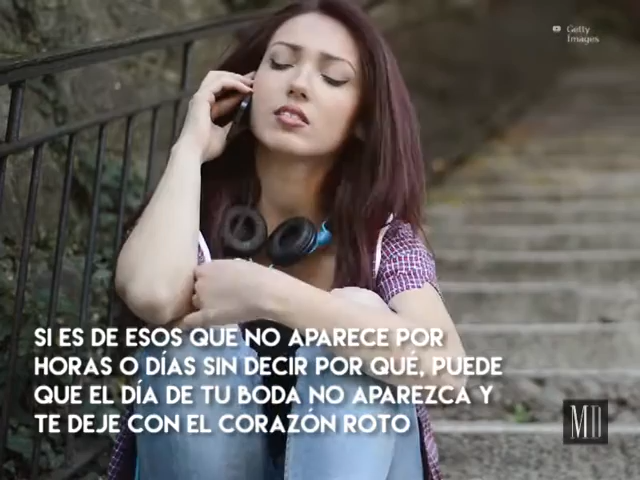 Getty
Images
SI ES DE ESOS QUE NO APARECE POR
HORAS O DÍAS SIN DECIR POR QUÉ, PUEDE
QUE EL DÍA DE TU BODA NO APAREZCA Y
TE DEJE CON EL CORAZÓN ROTO
MD